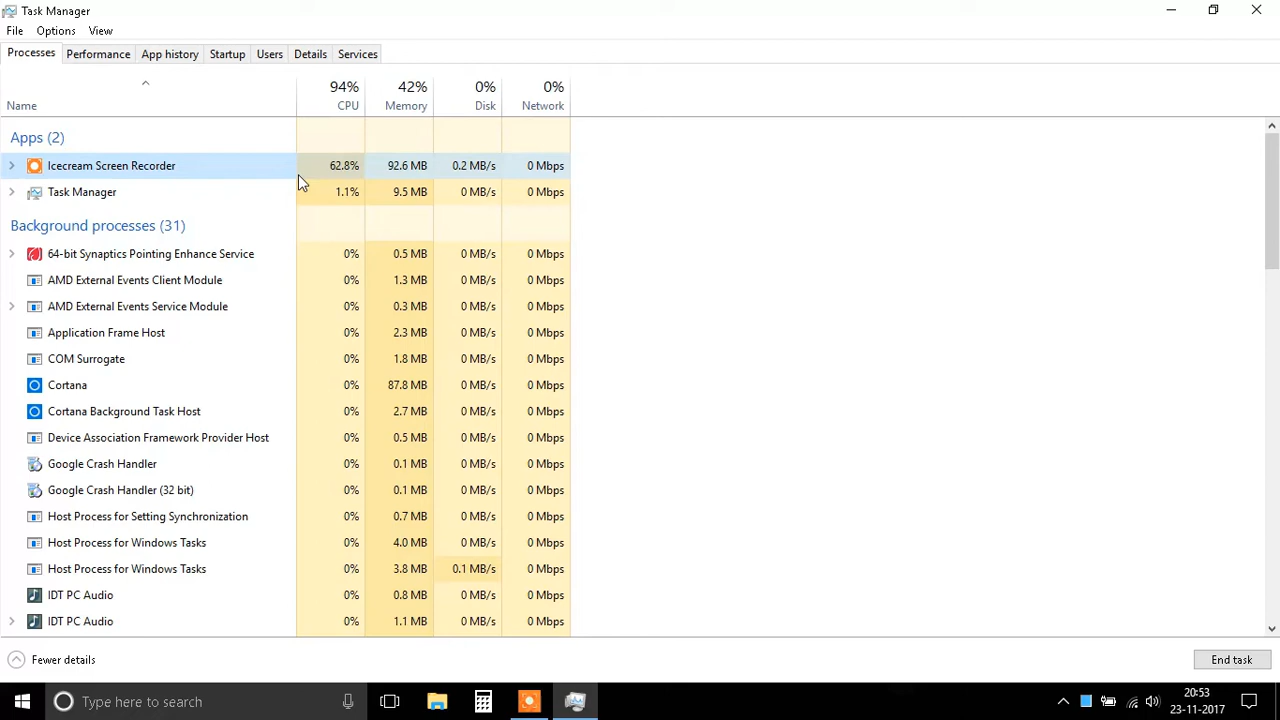 Task Manager
File Options View
Processes Performance App history Startup Users Details Services
94% 42% 0% 0%
Name CPU Memory Disk Network
Apps (2)
Icecream Screen Recorder 62.8% 92.6 MB 0.2 MB/s 0 Mbps
Task Manager 1.1% 9.5 MB 0 MB/s 0 Mbps
Background processes (31)
64-bit Synaptics Pointing Enhance Service 0% 0.5 MB 0 MB/s 0 Mbps
AMD External Events Client Module 0% 1.3 MB 0 MB/s 0 Mbps
AMD External Events Service Module 0% 0.3 MB 0 MB/s 0 Mbps
Application Frame Host 0% 2.3 MB 0 MB/s 0 Mbps
COM Surrogate 0% 1.8 MB 0 MB/s 0 Mbps
Cortana 0% 87.8 MB 0 MB/s 0 Mbps
Cortana Background Task Host 0% 2.7 MB 0 MB/s 0 Mbps
Device Association Framework Provider Host 0% 0.5 MB 0 MB/s 0 Mbps
Google Crash Handler 0% 0.1 MB 0 MB/s 0 Mbps
Google Crash Handler (32 bit) 0% 0.1 MB 0 MB/s 0 Mbps
Host Process for Setting Synchronization 0% 0.7 MB 0 MB/s 0 Mbps
Host Process for Windows Tasks 0% 4.0 MB 0 MB/s 0 Mbps
Host Process for Windows Tasks 0% 3.8 MB 0.1 MB/s 0 Mbps
IDT PC Audio 0% 0.8 MB 0 MB/s 0 Mbps
IDT PC Audio 0% 1.1 MB 0 MB/s 0 Mbps
Fewer details End task
Type here to search 20:53
23-11-2017